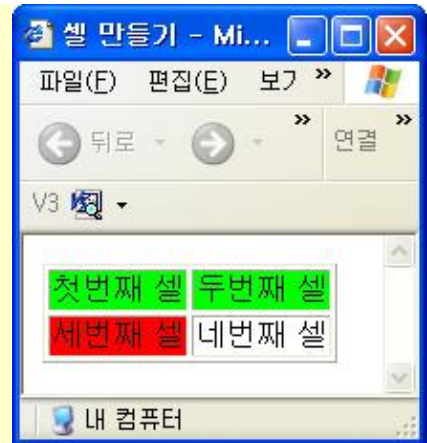 셀 만들기 - Mi...
파일(F) 편집(E) 보기 »
뒤로 » 연결 »
V3
첫번째 셀 두번째 셀
세번째 셀 네번째 셀
내 컴퓨터